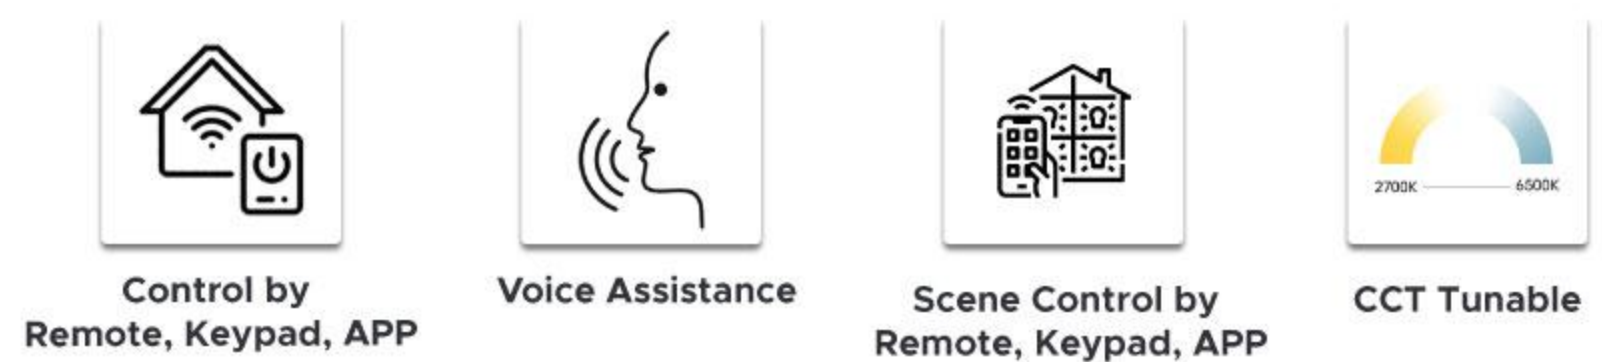 Control by
Remote, Keypad, APP
Voice Assistance
Scene Control by
Remote, Keypad, APP
2700K
6500K
CCT Tunable